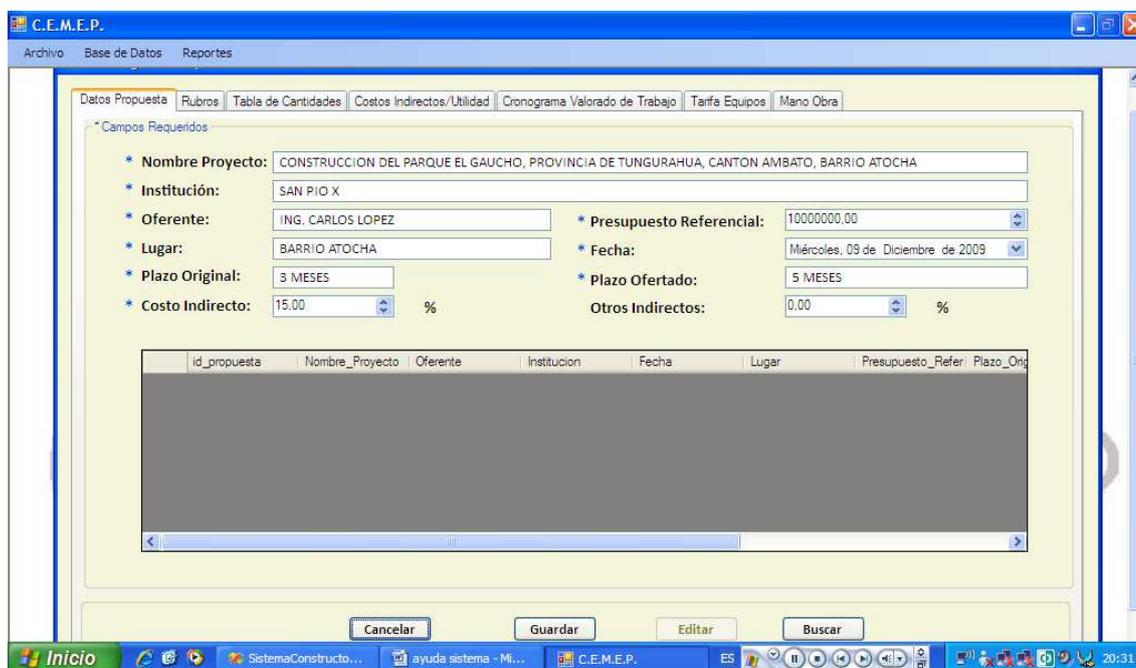 C.E.M.E.P.
Archivo Base de Datos Reportes
Datos Propuesta Rubros Tabla de Cantidades Costos Indirectos/Utilidad Cronograma Valorado de Trabajo Tarifa Equipos Mano Obra
*Campos Requeridos
* Nombre Proyecto: CONSTRUCCION DEL PARQUE EL GAUCHO, PROVINCIA DE TUNGURAHUA, CANTON AMBATO, BARRIO ATOCHA
* Institución: SAN PIO X
* Oferente: ING. CARLOS LOPEZ * Presupuesto Referencial: 10000000,00
* Lugar: BARRIO ATOCHA * Fecha: Miércoles, 09 de Diciembre de 2009
* Plazo Original: 3 MESES * Plazo Ofertado: 5 MESES
* Costo Indirecto: 15,00 % Otros Indirectos: 0,00 %
id_propuesta Nombre_Proyecto Oferente Institucion Fecha Lugar Presupuesto_Refer Plazo_Orig
Cancelar Guardar Editar Buscar
Inicio SistemaConstructo... ayuda sistema - Mi... C.E.M.E.P. ES 20:31